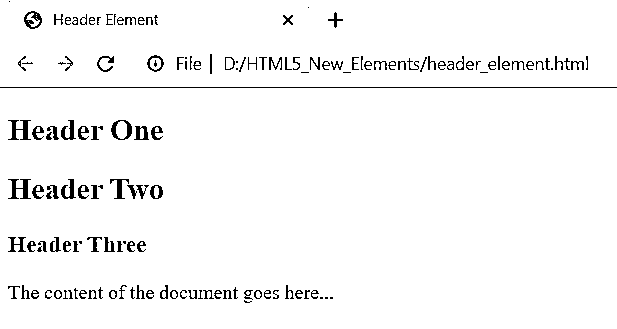 Header Element
File | D:/HTML5_New_Elements/header_element.html
Header One
Header Two
Header Three
The content of the document goes here...